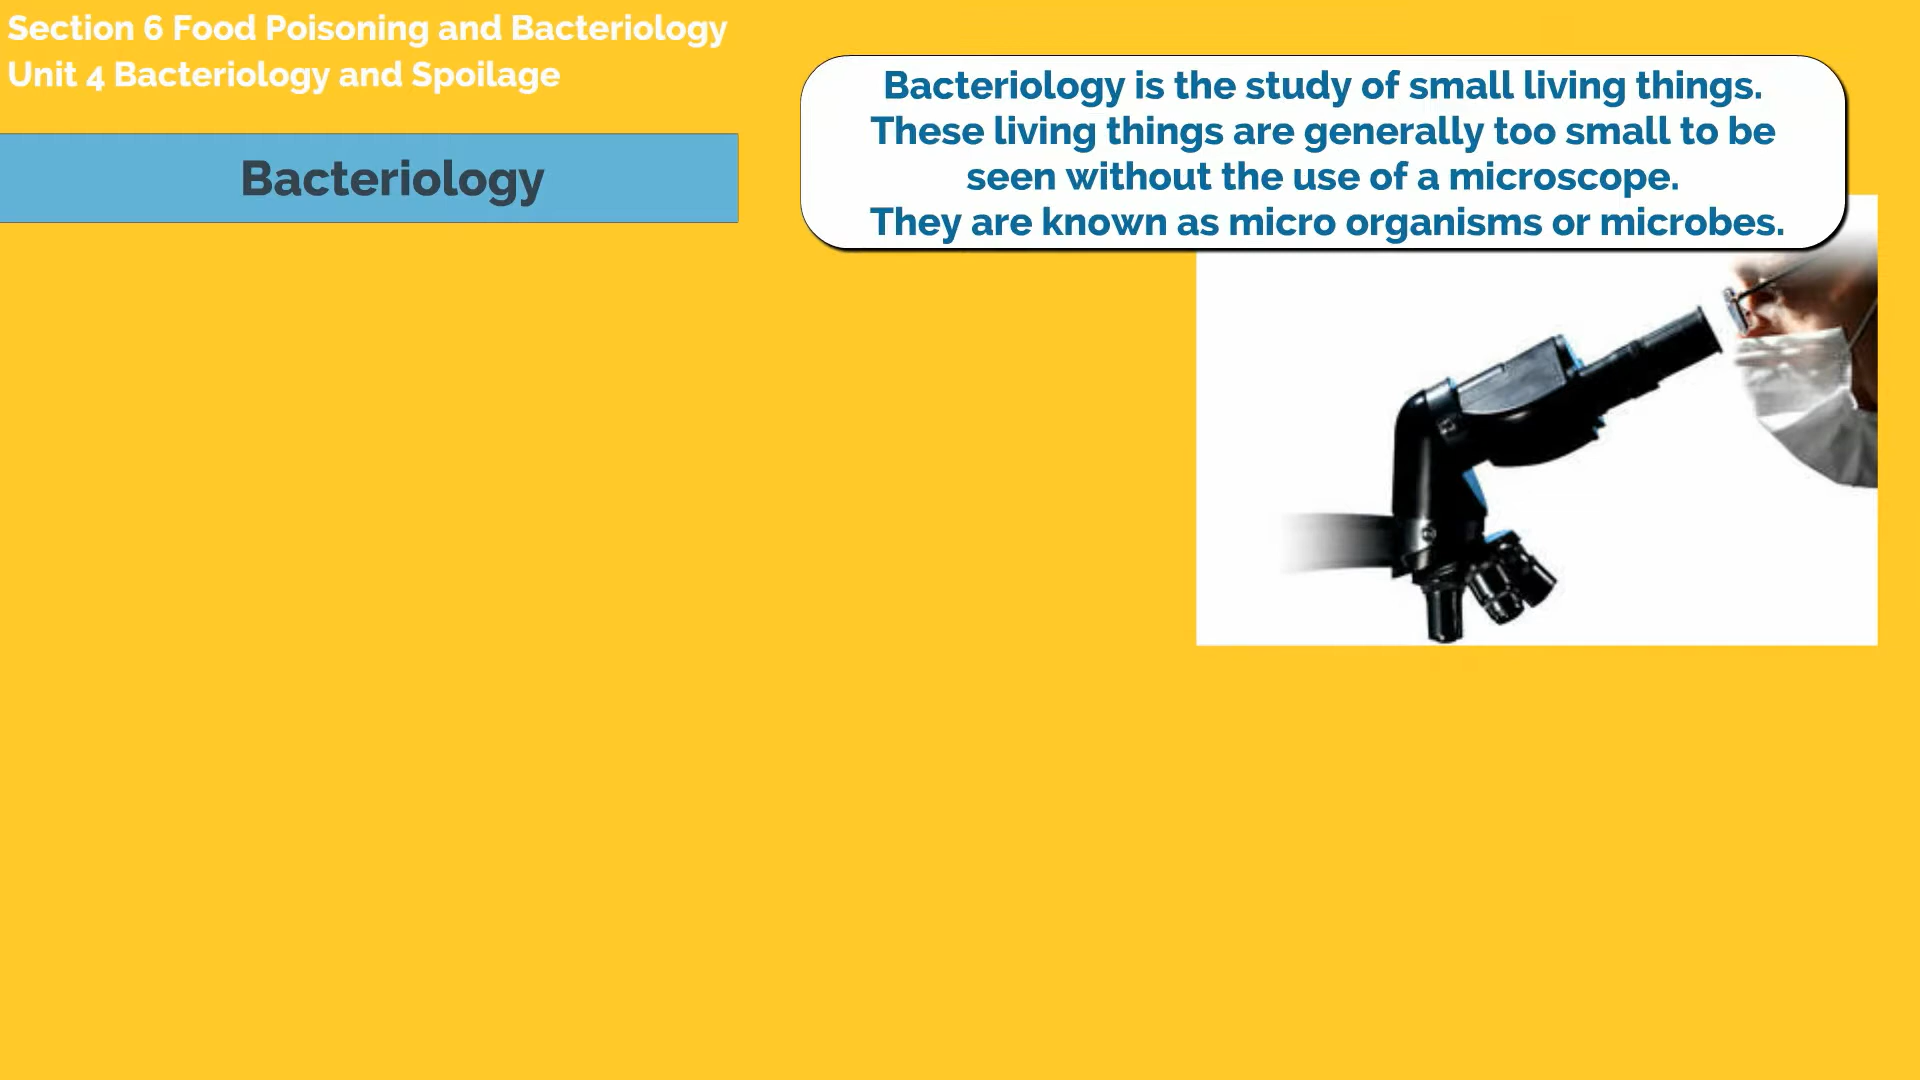 Section 6 Food Poisoning and Bacteriology
Unit 4 Bacteriology and Spoilage
Bacteriology
Bacteriology is the study of small living things.
These living things are generally too small to be
seen without the use of a microscope.
They are known as micro organisms or microbes.